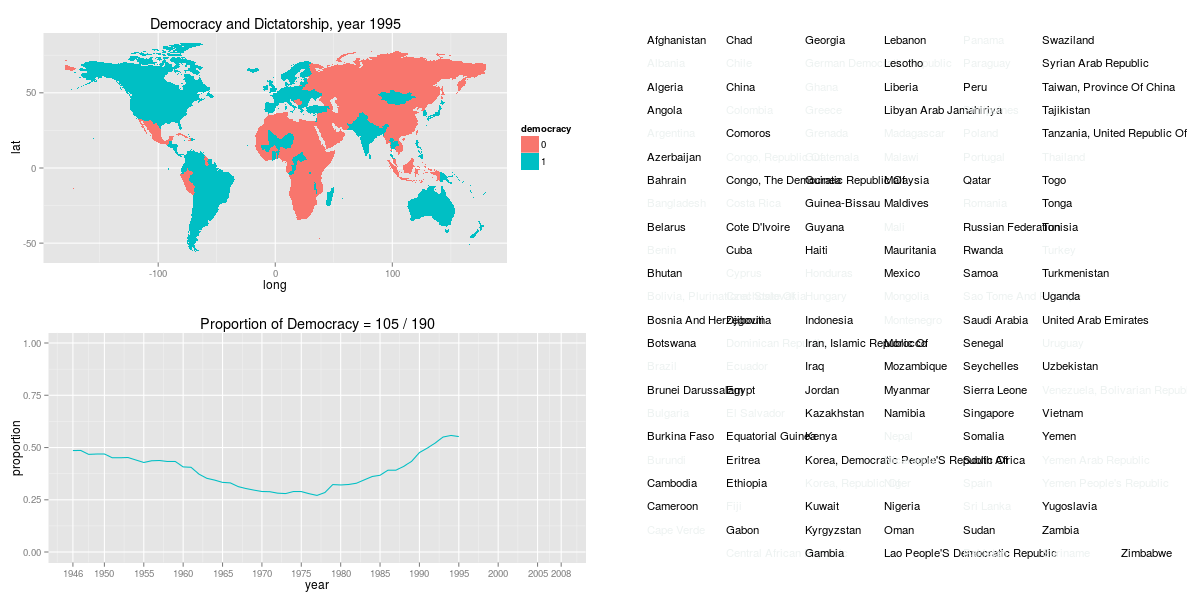 Democracy and Dictatorship, year 1995
lat
50
0
-50
-100
0
100
long
democracy
0
1
Proportion of Democracy = 105 / 190
proportion
1.00
0.75
0.50
0.25
0.00
1946 1950 1955 1960 1965 1970 1975 1980 1985 1990 1995 2000 2005 2008
year
Afghanistan
Albania
Algeria
Angola
Argentina
Azerbaijan
Bahrain
Bangladesh
Belarus
Benin
Bhutan
Bolivia,
Bosnia And Herzegovina
Botswana
Brazil
Brunei Darussalam
Bulgaria
Burkina Faso
Burundi
Cambodia
Cameroon
Cape Verde
Chad
Chile
China
Colombia
Comoros
Congo, Republic
Congo, The Democratic Republic Of
Costa Rica
Cote D'Ivoire
Cuba
Cyprus
Djibouti
Dominican Republic
Ecuador
Egypt
El Salvador
Equatorial Guinea
Eritrea
Ethiopia
Fiji
Gabon
Central African
Georgia
German Democratic Republic
Ghana
Greece
Grenada
Guatemala
Guinea
Guinea-Bissau
Guyana
Haiti
Honduras
Hungary
Indonesia
Iran, Islamic Republic Of
Iraq
Jordan
Kazakhstan
Kenya
Korea, Democratic People'S Republic Of
Korea, Republic Of
Kuwait
Kyrgyzstan
Gambia
Lebanon
Lesotho
Liberia
Libyan Arab Jamahiriya
Madagascar
Malawi
Malaysia
Maldives
Mali
Mauritania
Mexico
Mongolia
Montenegro
Morocco
Mozambique
Myanmar
Namibia
Nepal
Niger
Nigeria
Oman
Lao People'S Democratic Republic
Panama
Paraguay
Peru
Poland
Portugal
Qatar
Romania
Russian Federation
Rwanda
Samoa
Sao Tome And
Saudi Arabia
Senegal
Seychelles
Sierra Leone
Singapore
Somalia
South Africa
Spain
Sri Lanka
Sudan
Suriname
Swaziland
Syrian Arab Republic
Taiwan, Province Of China
Tajikistan
Tanzania, United Republic Of
Thailand
Togo
Tonga
Tunisia
Turkey
Turkmenistan
Uganda
United Arab Emirates
Uruguay
Uzbekistan
Venezuela, Bolivarian Repub
Vietnam
Yemen
Yemen Arab Republic
Yemen People's Republic
Yugoslavia
Zambia
Zimbabwe